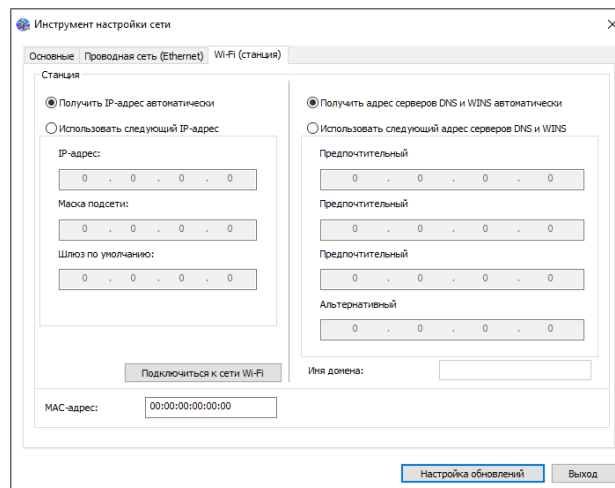 Инструмент настройки сети
Основные Проводная сеть (Ethernet) Wi-Fi (станция)
Станция
Получить IP-адрес автоматически
Использовать следующий IP-адрес
IP-адрес:
0 . 0 . 0 . 0
Маска подсети:
0 . 0 . 0 . 0
Шлюз по умолчанию:
0 . 0 . 0 . 0
Подключиться к сети Wi-Fi
Получить адрес серверов DNS и WINS автоматически
Использовать следующий адрес серверов DNS и WINS
Предпочтительный
0 . 0 . 0 . 0
Предпочтительный
0 . 0 . 0 . 0
Предпочтительный
0 . 0 . 0 . 0
Альтернативный
0 . 0 . 0 . 0
Имя домена:
MAC-адрес: 00:00:00:00:00:00
Настройка обновлений Выход